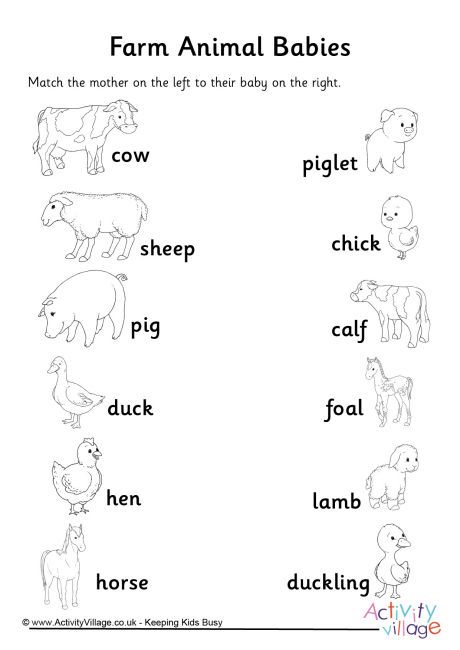 Farm Animal Babies
Match the mother on the left to their baby on the right.
cow
piglet
sheep
chick
pig
calf
duck
foal
hen
lamb
horse
duckling
© www.ActivityVillage.co.uk - Keeping Kids Busy
Activity
village